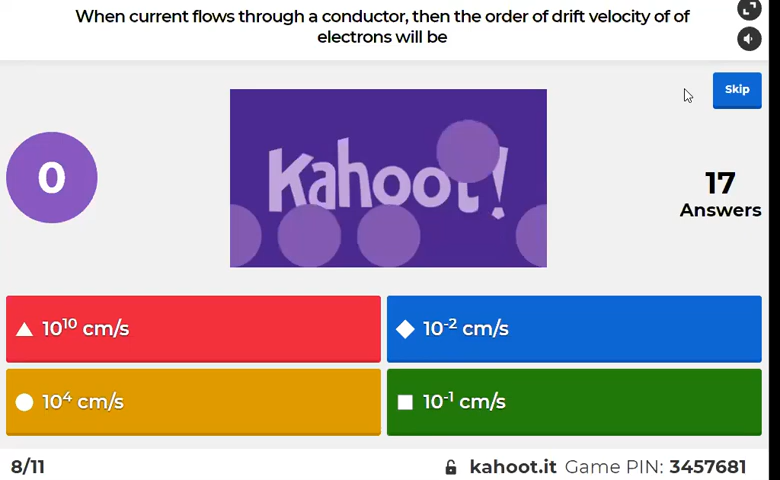 When current flows through a conductor, then the order of drift velocity of of
electrons will be
Skip
0
Kahoot!
17
Answers
10¹⁰ cm/s
10⁻² cm/s
10⁴ cm/s
10⁻¹ cm/s
8/11
kahoot.it Game PIN: 3457681